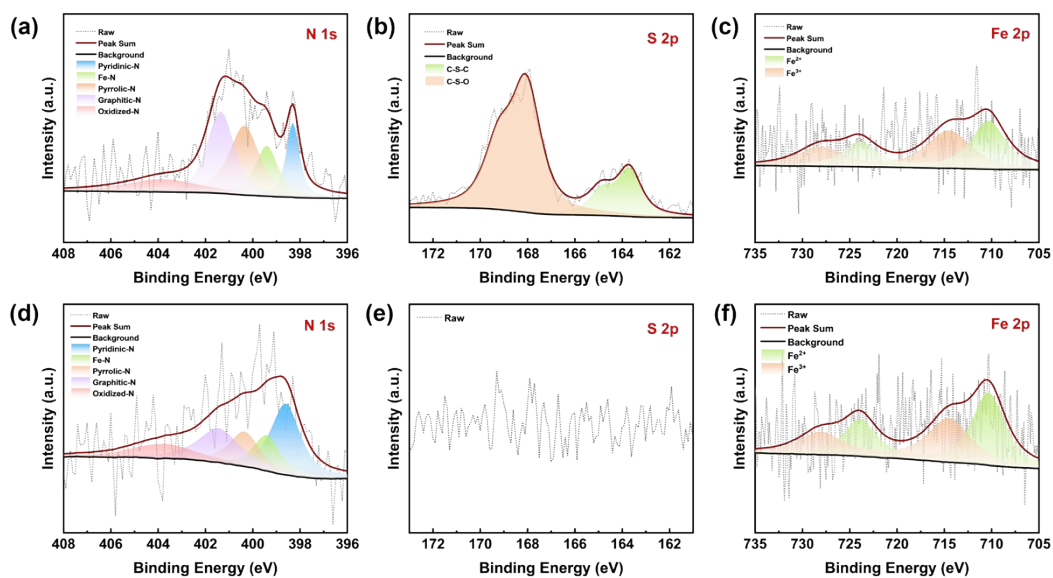 (a)
N 1s
Raw
Peak Sum
Background
Pyridinic-N
Fe-N
Pyrrolic-N
Graphitic-N
Oxidized-N
Intensity (a.u.)
408 406 404 402 400 398 396
Binding Energy (eV)
(b)
S 2p
Raw
Peak Sum
Background
C-S-C
C-S-O
Intensity (a.u.)
172 170 168 166 164 162
Binding Energy (eV)
(c)
Fe 2p
Raw
Peak Sum
Background
Fe²⁺
Fe³⁺
Intensity (a.u.)
735 730 725 720 715 710 705
Binding Energy (eV)
(d)
N 1s
Raw
Peak Sum
Background
Pyridinic-N
Fe-N
Pyrrolic-N
Graphitic-N
Oxidized-N
Intensity (a.u.)
408 406 404 402 400 398 396
Binding Energy (eV)
(e)
S 2p
Raw
Intensity (a.u.)
172 170 168 166 164 162
Binding Energy (eV)
(f)
Fe 2p
Raw
Peak Sum
Background
Fe²⁺
Fe³⁺
Intensity (a.u.)
735 730 725 720 715 710 705
Binding Energy (eV)